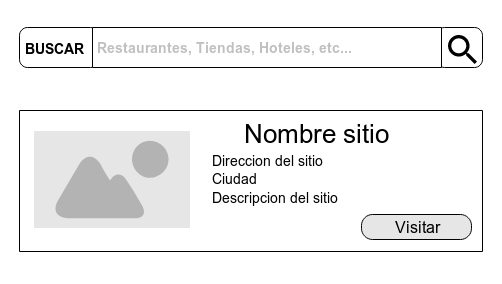 BUSCAR Restaurantes, Tiendas, Hoteles, etc...
Nombre sitio
Direccion del sitio
Ciudad
Descripcion del sitio
Visitar